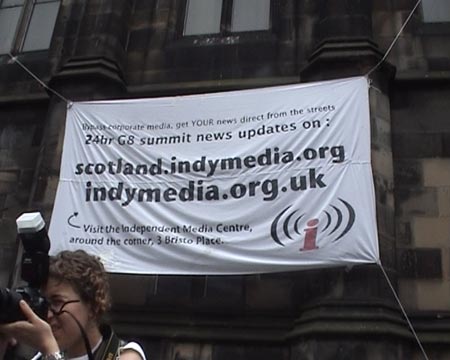 Bypass corporate media, get YOUR news direct from the streets
24hr G8 summit news updates on :
scotland.indymedia.org
indymedia.org.uk
Visit the Independent Media Centre,
around the corner, 3 Bristo Place.
i